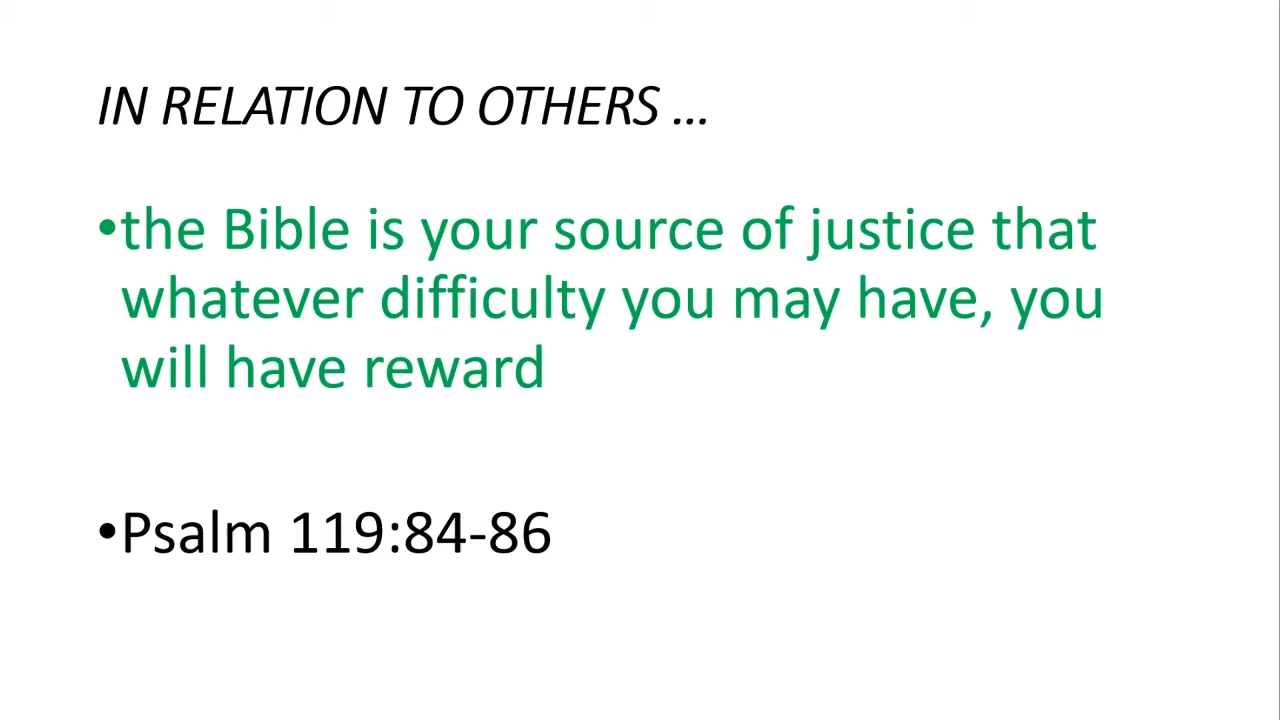 IN RELATION TO OTHERS ...
•the Bible is your source of justice that
whatever difficulty you may have, you
will have reward
•Psalm 119:84-86